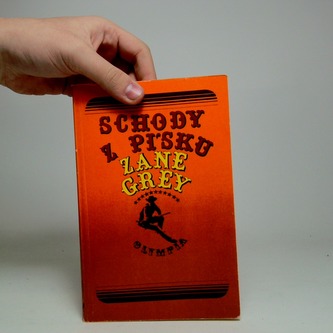 SCHODY
Z PÍSKU
ZANE
GREY
OLYMPIA